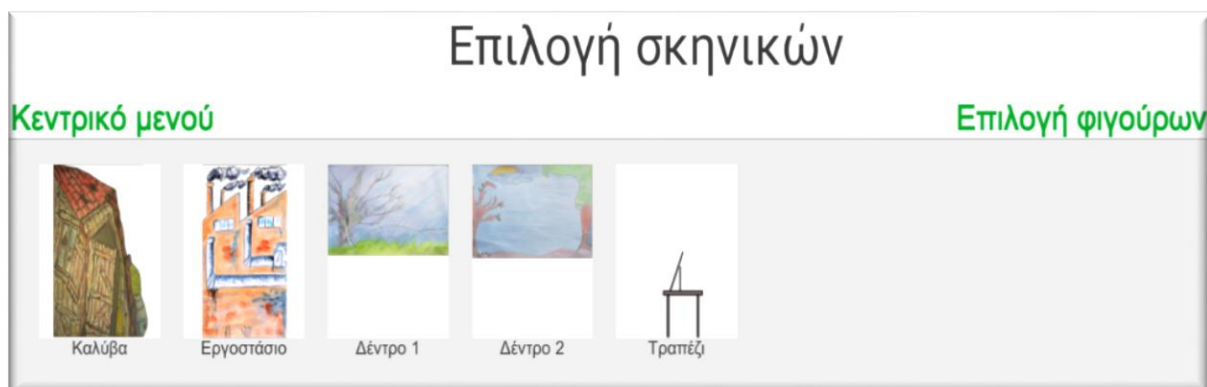 Επιλογή σκηνικών
Κεντρικό μενού
Επιλογή φιγούρων
Καλύβα
Εργοστάσιο
Δέντρο 1
Δέντρο 2
Τραπέζι